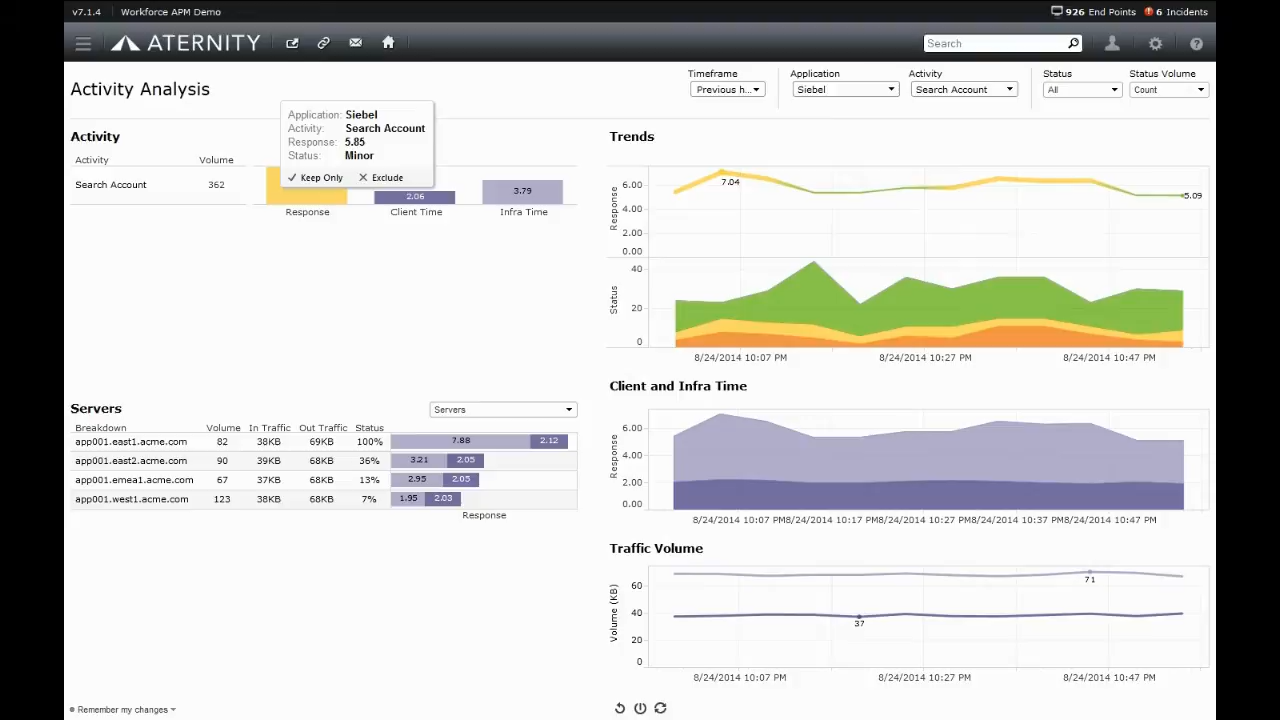 v7.1.4 Workforce APM Demo 926 End Points 6 Incidents
ATERNITY Search
Activity Analysis
Timeframe Application Activity Status Status Volume
Previous h... Siebel Search Account All Count
Application: Siebel
Activity: Search Account
Response: 5.85
Status: Minor
Keep Only Exclude
Activity
Activity Volume
Search Account 362
2.06
3.79
Response Client Time Infra Time
Servers
Servers
Breakdown Volume In Traffic Out Traffic Status
app001.east1.acme.com 82 38KB 69KB 100% 7.88 2.12
app001.east2.acme.com 90 39KB 68KB 36% 3.21 2.05
app001.emea1.acme.com 67 37KB 68KB 13% 2.95 2.05
app001.west1.acme.com 123 38KB 68KB 7% 1.95 2.03
Response
Trends
Response
6.00
4.00
2.00
0.00
7.04
5.09
Status
40
20
0
8/24/2014 10:07 PM 8/24/2014 10:27 PM 8/24/2014 10:47 PM
Client and Infra Time
Response
6.00
4.00
2.00
0.00
8/24/2014 10:07 PM 8/24/2014 10:17 PM 8/24/2014 10:27 PM 8/24/2014 10:37 PM 8/24/2014 10:47 PM
Traffic Volume
Volume (KB)
60
40
20
0
71
37
8/24/2014 10:07 PM 8/24/2014 10:27 PM 8/24/2014 10:47 PM
Remember my changes